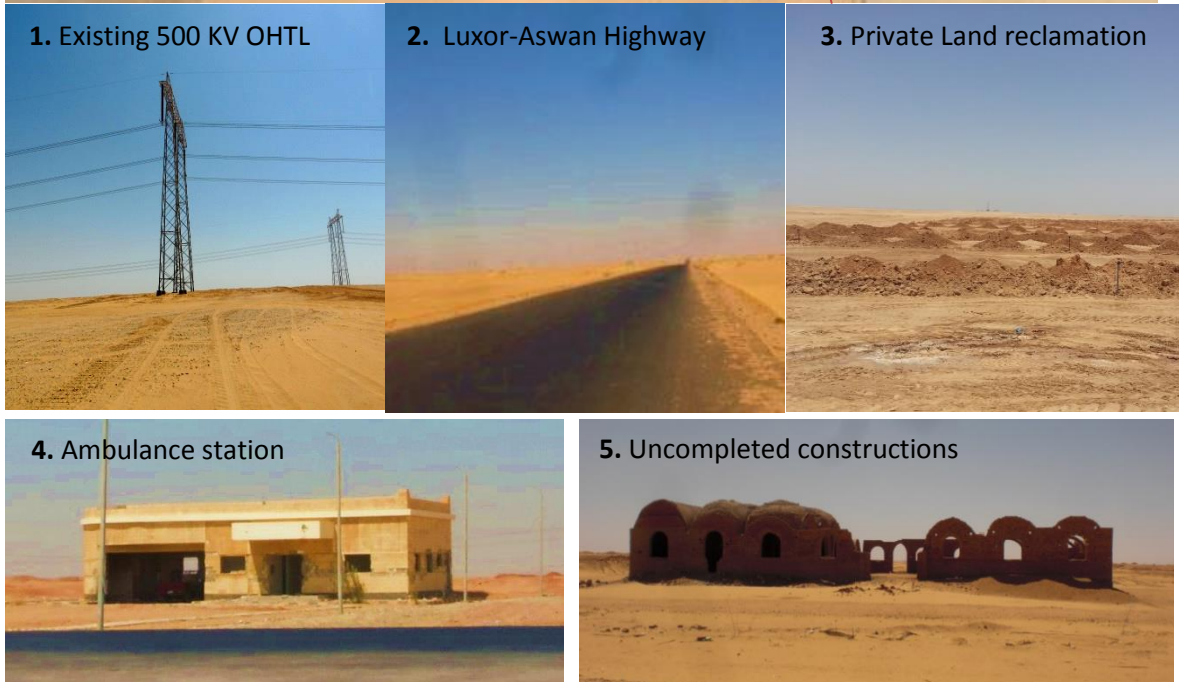 1. Existing 500 KV OHTL
2. Luxor-Aswan Highway
3. Private Land reclamation
4. Ambulance station
5. Uncompleted constructions